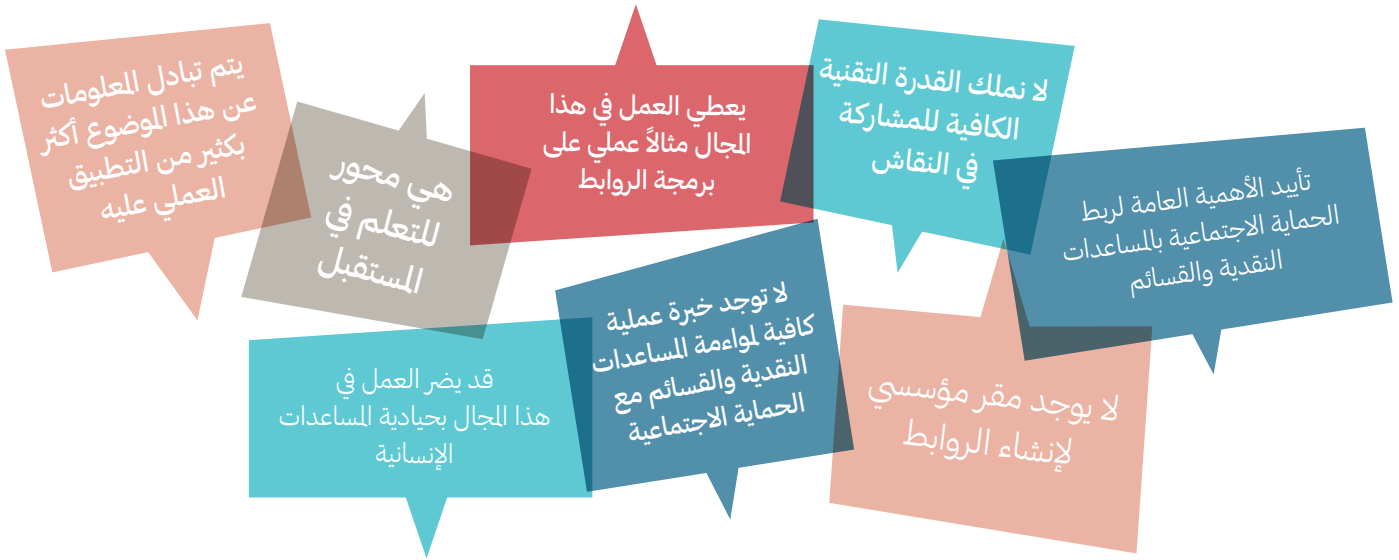 يتم تبادل المعلومات
عن هذا الموضوع أكثر
بكثير من التطبيق
العملي عليه
هي محور
للتعلم في
المستقبل
يعطي العمل في هذا
المجال مثالاً عملي على
برمجة الروابط
لا نملك القدرة التقنية
الكافية للمشاركة
في النقاش
تأييد الأهمية العامة لربط
الحماية الاجتماعية بالمساعدات
النقدية والقسائم
قد يضر العمل في
هذا المجال بحيادية المساعدات
الإنسانية
لا توجد خبرة عملية
كافية لمواءمة المساعدات
النقدية والقسائم مع
الحماية الاجتماعية
لا يوجد مقر مؤسسي
لإنشاء الروابط